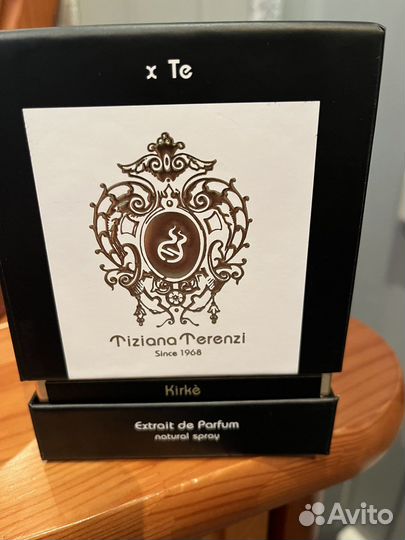 x Te
Tiziana Terenzi
Since 1968
Kirkè
Extrait de Parfum
natural spray
Avito